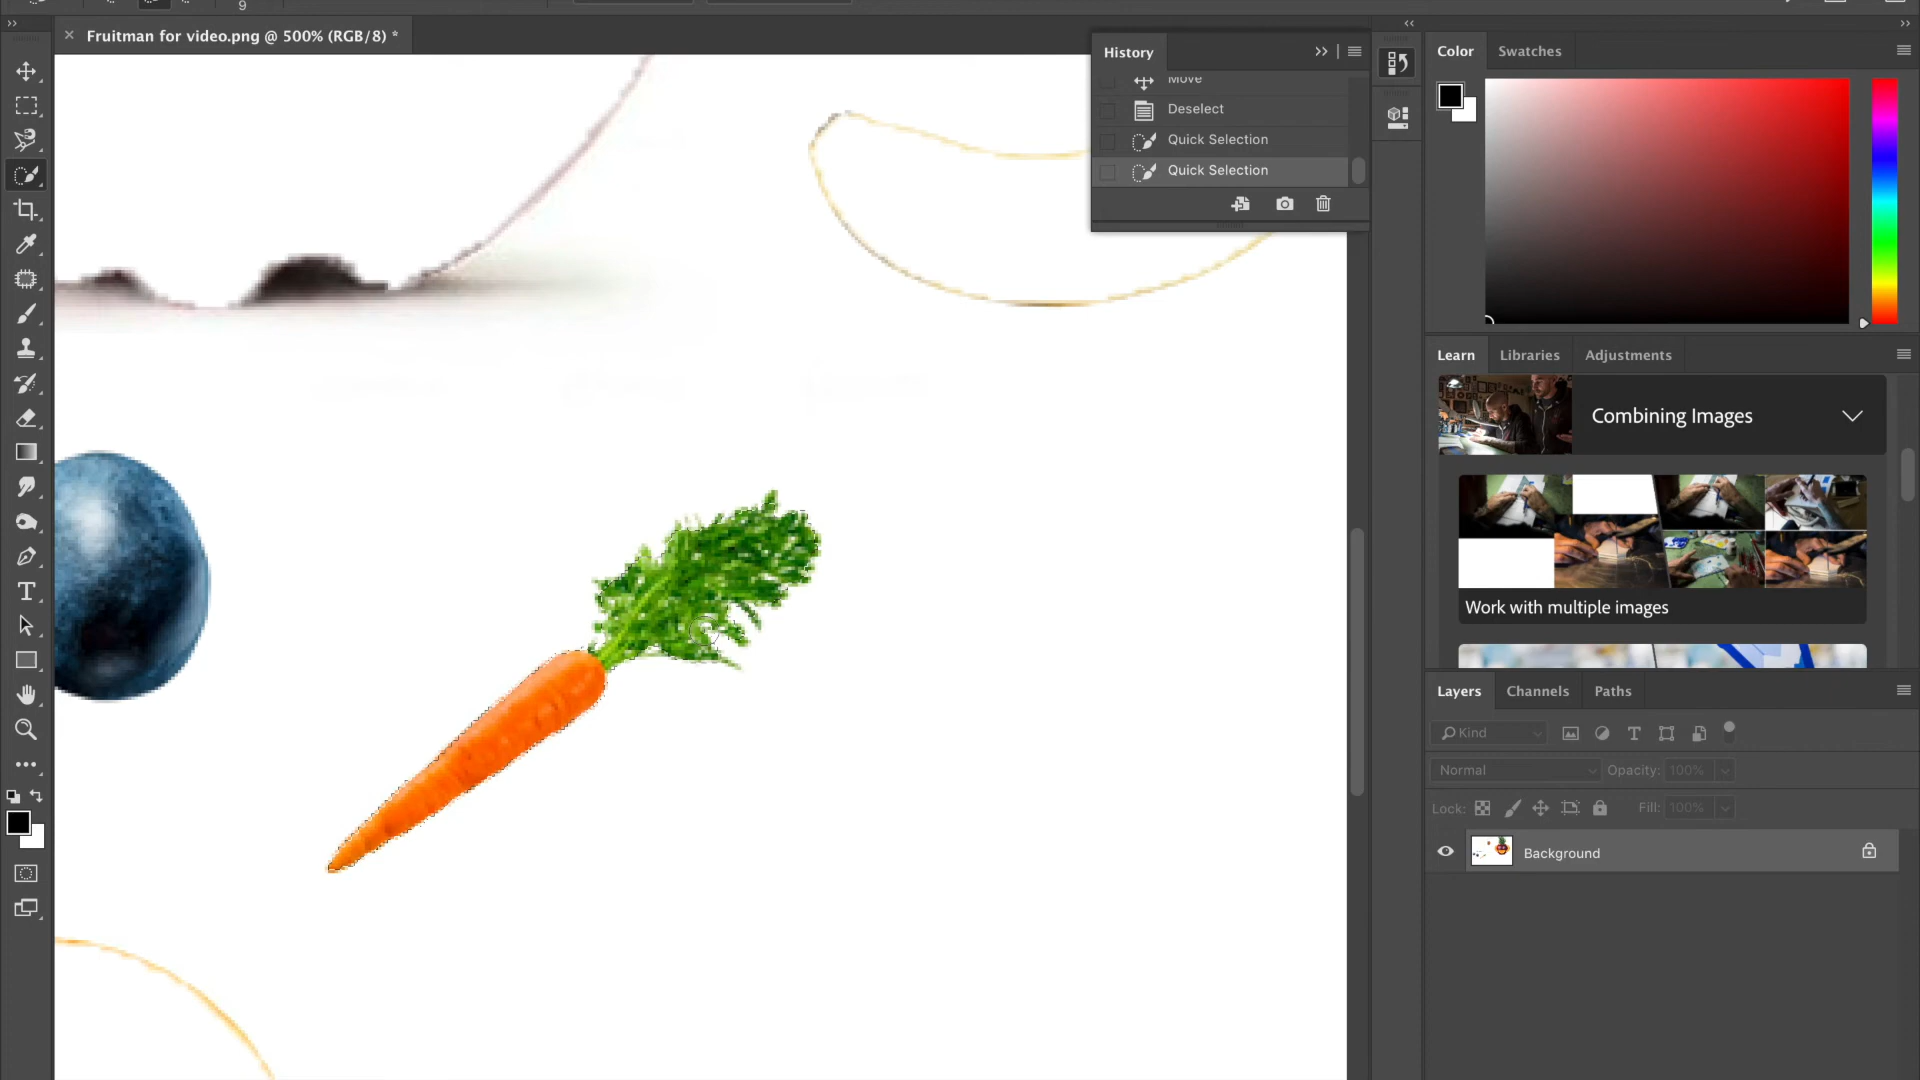 9
Fruitman for video.png @ 500% (RGB/8) *
History
Move
Deselect
Quick Selection
Quick Selection
Color
Swatches
Learn
Libraries
Adjustments
Combining Images
Work with multiple images
Layers
Channels
Paths
Kind
Normal
Opacity: 100%
Lock:
Fill: 100%
Background